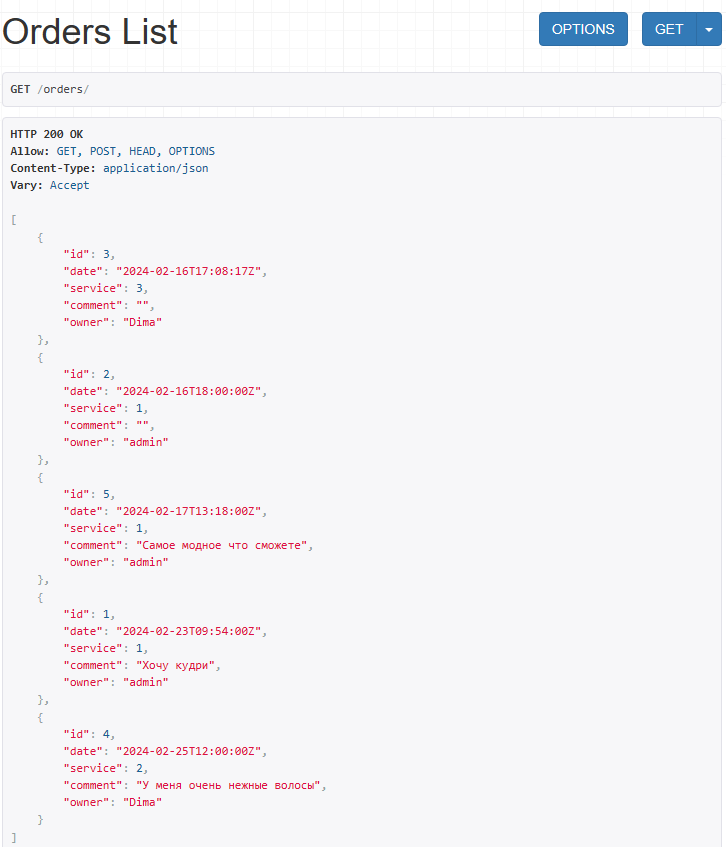 Orders List
OPTIONS
GET
GET /orders/
HTTP 200 OK
Allow: GET, POST, HEAD, OPTIONS
Content-Type: application/json
Vary: Accept
[
    {
        "id": 3,
        "date": "2024-02-16T17:08:17Z",
        "service": 3,
        "comment": "",
        "owner": "Dima"
    },
    {
        "id": 2,
        "date": "2024-02-16T18:00:00Z",
        "service": 1,
        "comment": "",
        "owner": "admin"
    },
    {
        "id": 5,
        "date": "2024-02-17T13:18:00Z",
        "service": 1,
        "comment": "Самое модное что сможете",
        "owner": "admin"
    },
    {
        "id": 1,
        "date": "2024-02-23T09:54:00Z",
        "service": 1,
        "comment": "Хочу кудри",
        "owner": "admin"
    },
    {
        "id": 4,
        "date": "2024-02-25T12:00:00Z",
        "service": 2,
        "comment": "У меня очень нежные волосы",
        "owner": "Dima"
    }
]